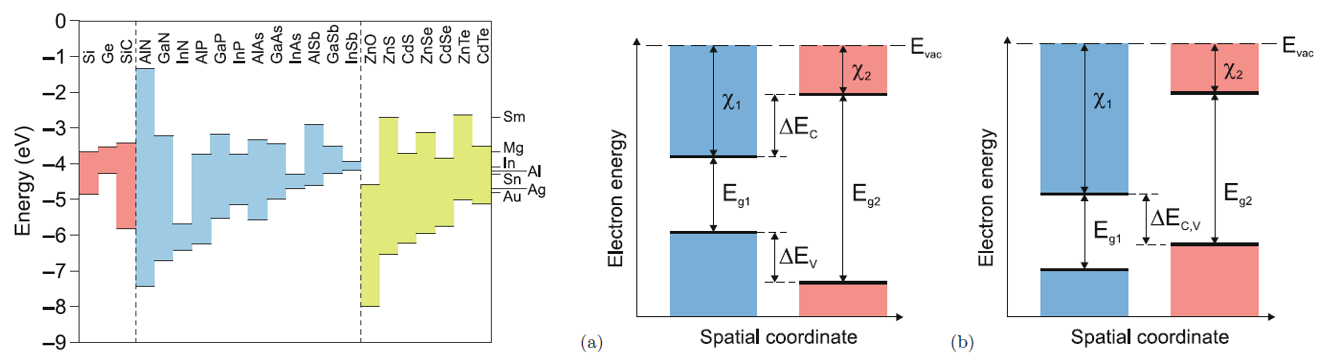 0
−1
−2
−3
−4
−5
−6
−7
−8
−9
Energy (eV)
Si
Ge
SiC
AlN
GaN
InN
AlP
GaP
InP
AlAs
GaAs
InAs
AlSb
GaSb
InSb
ZnO
ZnS
CdS
ZnSe
CdSe
ZnTe
CdTe
Sm
Mg
In
Al
Sn
Ag
Au
(a)
Electron energy
Spatial coordinate
E_vac
χ₁
χ₂
ΔE_C
E_g1
E_g2
ΔE_V
(b)
Electron energy
Spatial coordinate
E_vac
χ₁
χ₂
ΔE_C,V
E_g1
E_g2